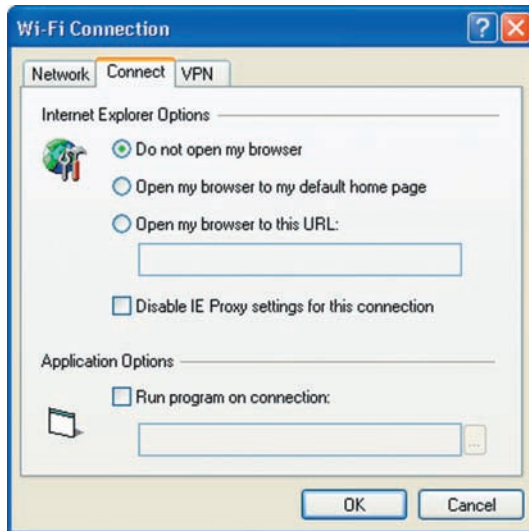 Wi-Fi Connection
Network Connect VPN
Internet Explorer Options
Do not open my browser
Open my browser to my default home page
Open my browser to this URL:
Disable IE Proxy settings for this connection
Application Options
Run program on connection:
...
OK Cancel